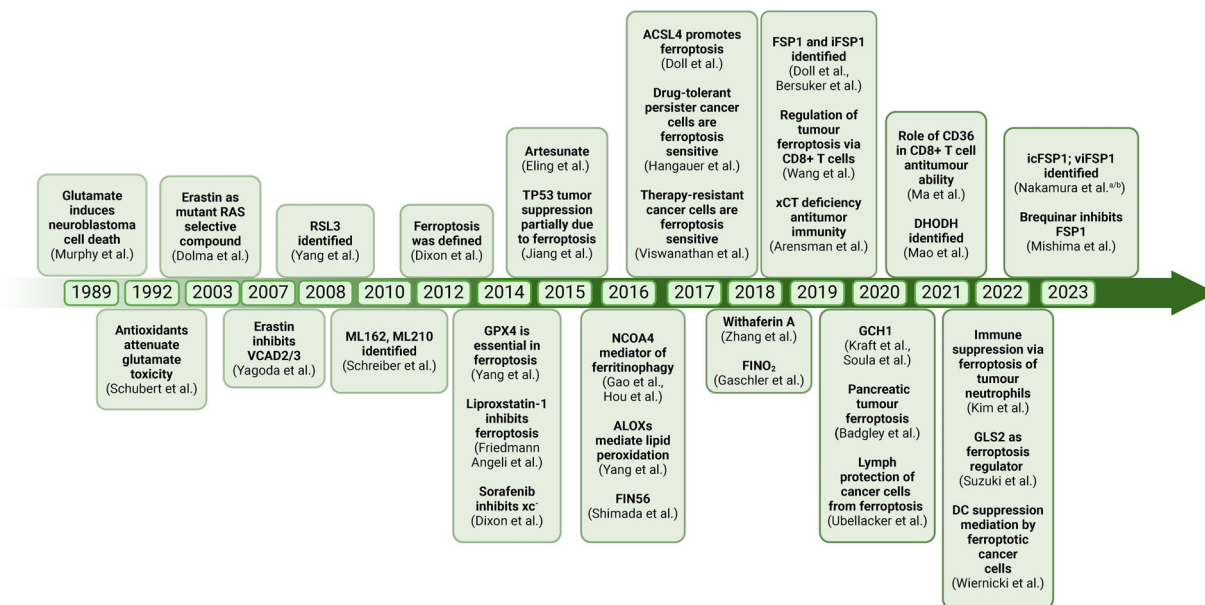 Glutamate
induces
neuroblastoma
cell death
(Murphy et al.)
Erastin as
mutant RAS
selective
compound
(Dolma et al.)
RSL3
identified
(Yang et al.)
Ferroptosis
was defined
(Dixon et al.)
Artesunate
(Eling et al.)
TP53 tumor
suppression
partially due
to ferroptosis
(Jiang et al.)
ACSL4 promotes
ferroptosis
(Doll et al.)
Drug-tolerant
persister cancer
cells are
ferroptosis
sensitive
(Hangauer et al.)
Therapy-resistant
cancer cells are
ferroptosis
sensitive
(Viswanathan et al.)
FSP1 and iFSP1
identified
(Doll et al.,
Bersuker et al.)
Regulation of
tumour
ferroptosis via
CD8+ T cells
(Wang et al.)
xCT deficiency
antitumor
immunity
(Arensman et al.)
Role of CD36
in CD8+ T cell
antitumour
ability
(Ma et al.)
DHODH
identified
(Mao et al.)
icFSP1; viFSP1
identified
(Nakamura et al.ᵃ/ᵇ)
Brequinar inhibits
FSP1
(Mishima et al.)
1989 1992 2003 2007 2008 2010 2012 2014 2015 2016 2017 2018 2019 2020 2021 2022 2023
Antioxidants
attenuate
glutamate
toxicity
(Schubert et al.)
Erastin
inhibits
VCAD2/3
(Yagoda et al.)
ML162, ML210
identified
(Schreiber et al.)
GPX4 is
essential in
ferroptosis
(Yang et al.)
Liproxstatin-1
inhibits
ferroptosis
(Friedmann
Angeli et al.)
Sorafenib
inhibits xc⁻
(Dixon et al.)
NCOA4
mediator of
ferritinophagy
(Gao et al.,
Hou et al.)
ALOXs
mediate lipid
peroxidation
(Yang et al.)
FIN56
(Shimada et al.)
Withaferin A
(Zhang et al.)
FINO₂
(Gaschler et al.)
GCH1
(Kraft et al.,
Soula et al.)
Pancreatic
tumour
ferroptosis
(Badgley et al.)
Lymph
protection of
cancer cells
from ferroptosis
(Ubellacker et al.)
Immune
suppression via
ferroptosis of
tumour
neutrophils
(Kim et al.)
GLS2 as
ferroptosis
regulator
(Suzuki et al.)
DC suppression
mediation by
ferroptotic
cancer
cells
(Wiernicki et al.)